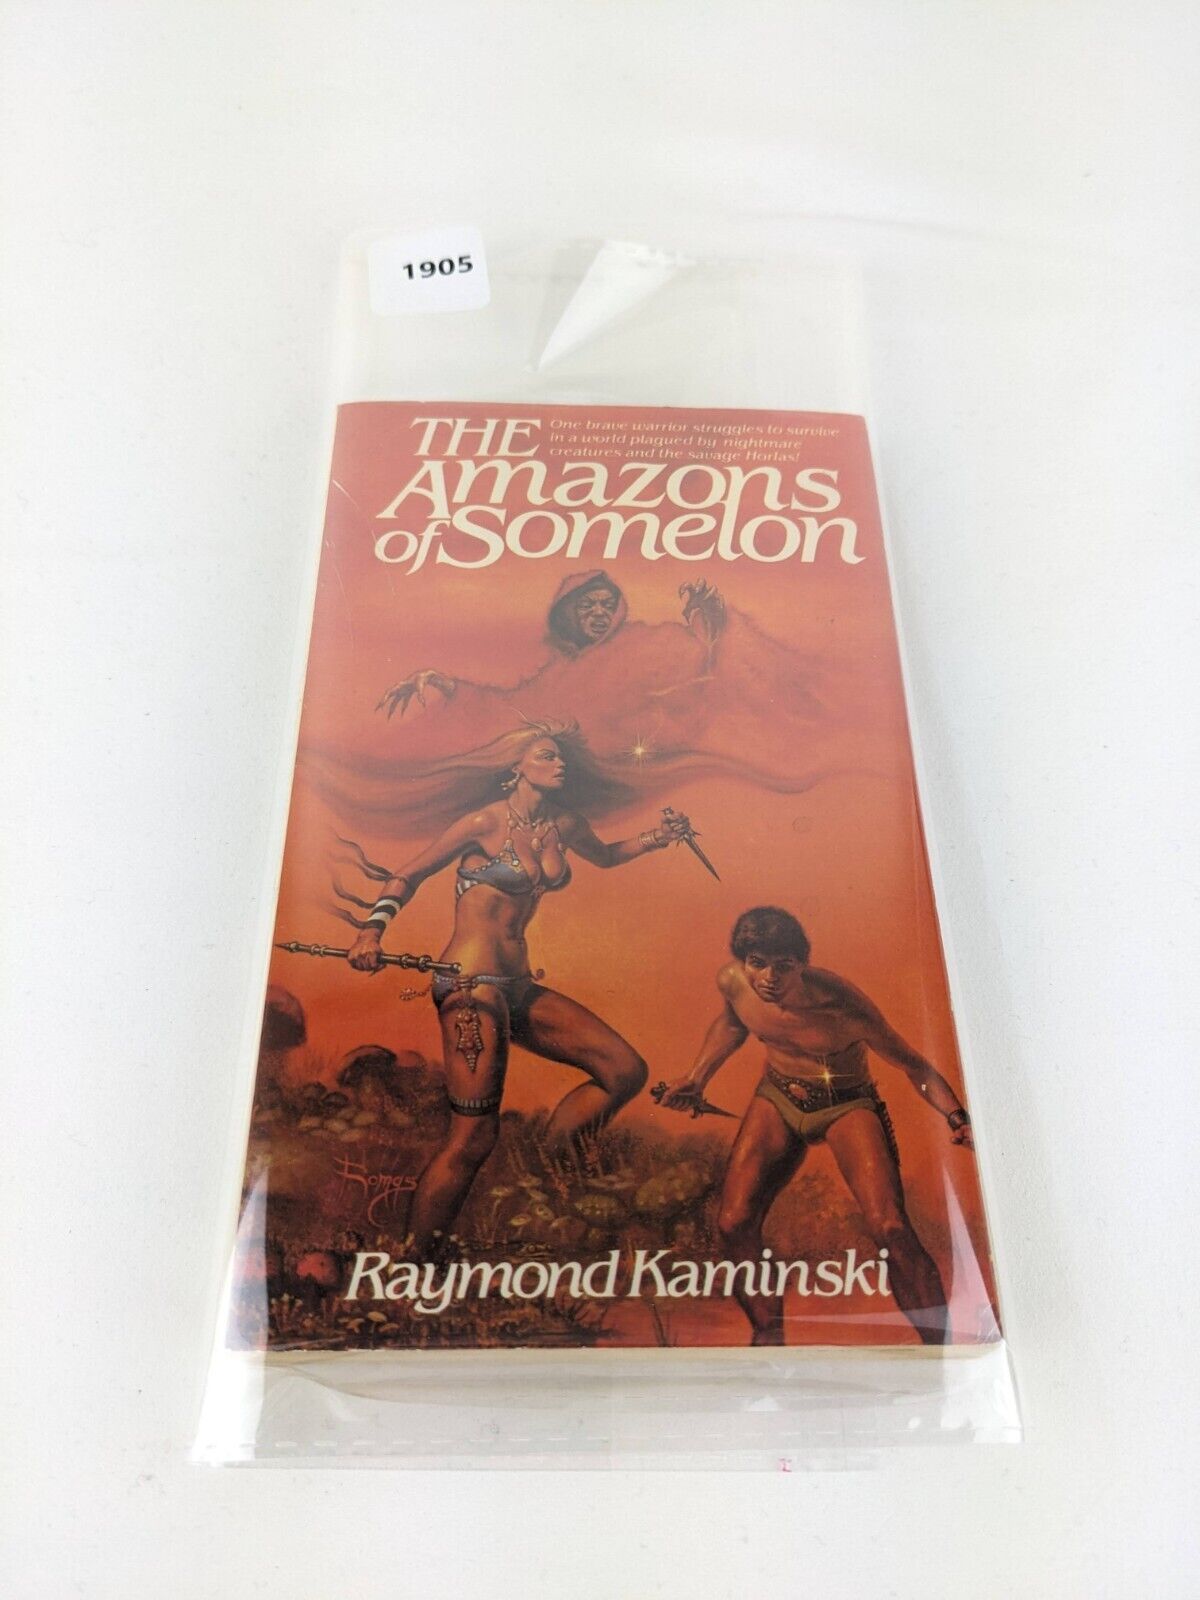 1905
THE
One brave warrior struggles to survive
in a world plagued by nightmare
creatures and the savage Horlas!
Amazons
of Somelon
Raymond Kaminski